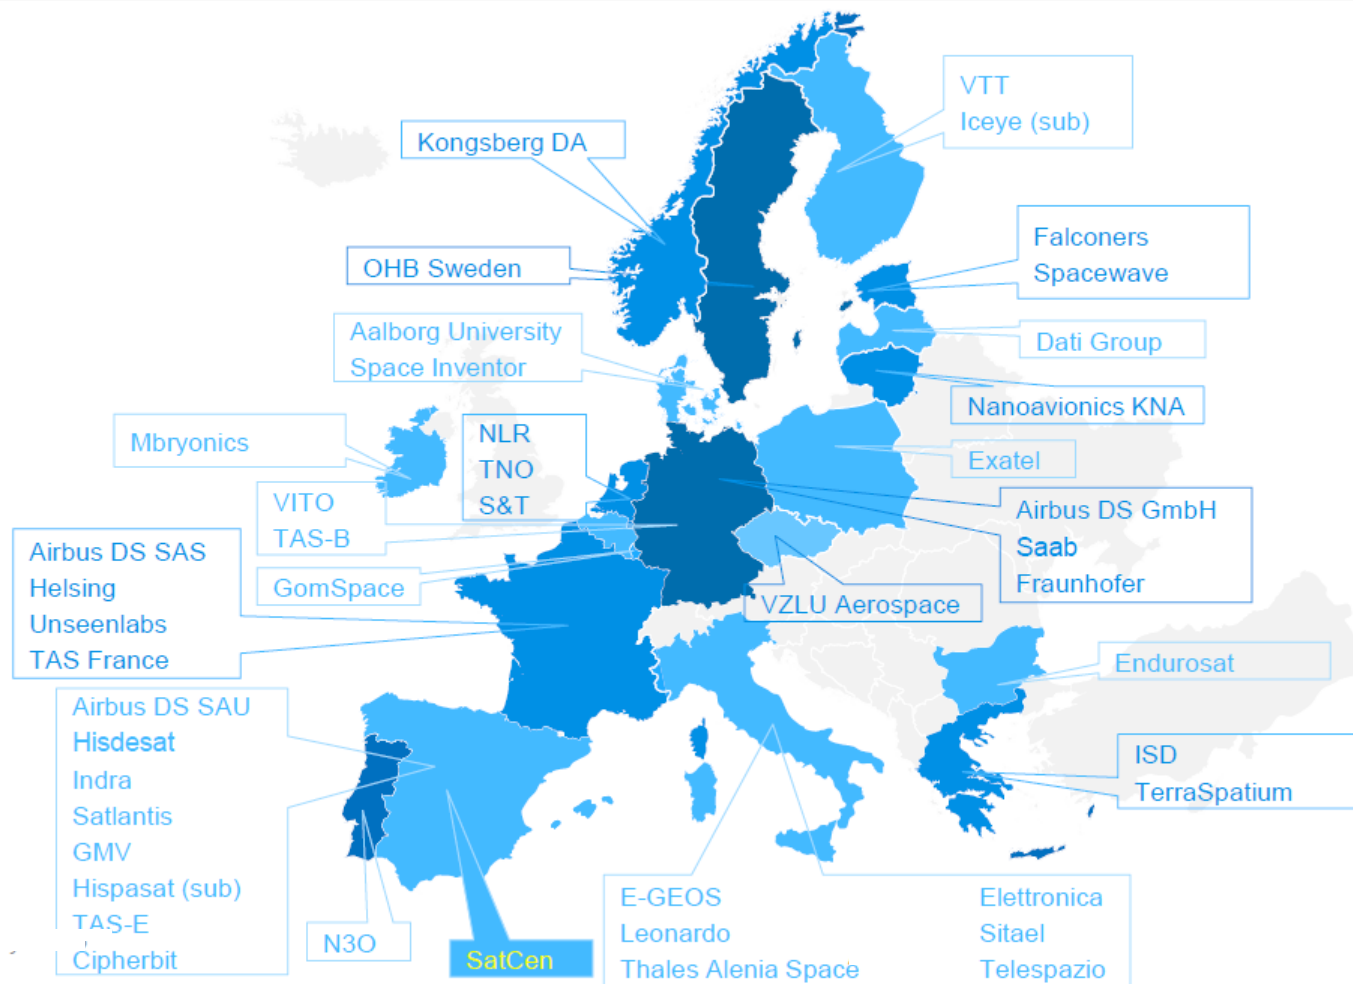 VTT
Iceye (sub)
Kongsberg DA
Falconers
Spacewave
OHB Sweden
Aalborg University
Space Inventor
Dati Group
Nanoavionics KNA
Mbryonics
NLR
TNO
S&T
Exatel
VITO
TAS-B
Airbus DS GmbH
Saab
Fraunhofer
Airbus DS SAS
Helsing
Unseenlabs
TAS France
GomSpace
VZLU Aerospace
Endurosat
Airbus DS SAU
Hisdesat
Indra
Satlantis
GMV
Hispasat (sub)
TAS-E
Cipherbit
ISD
TerraSpatium
N3O
SatCen
E-GEOS
Leonardo
Thales Alenia Space
Elettronica
Sitael
Telespazio